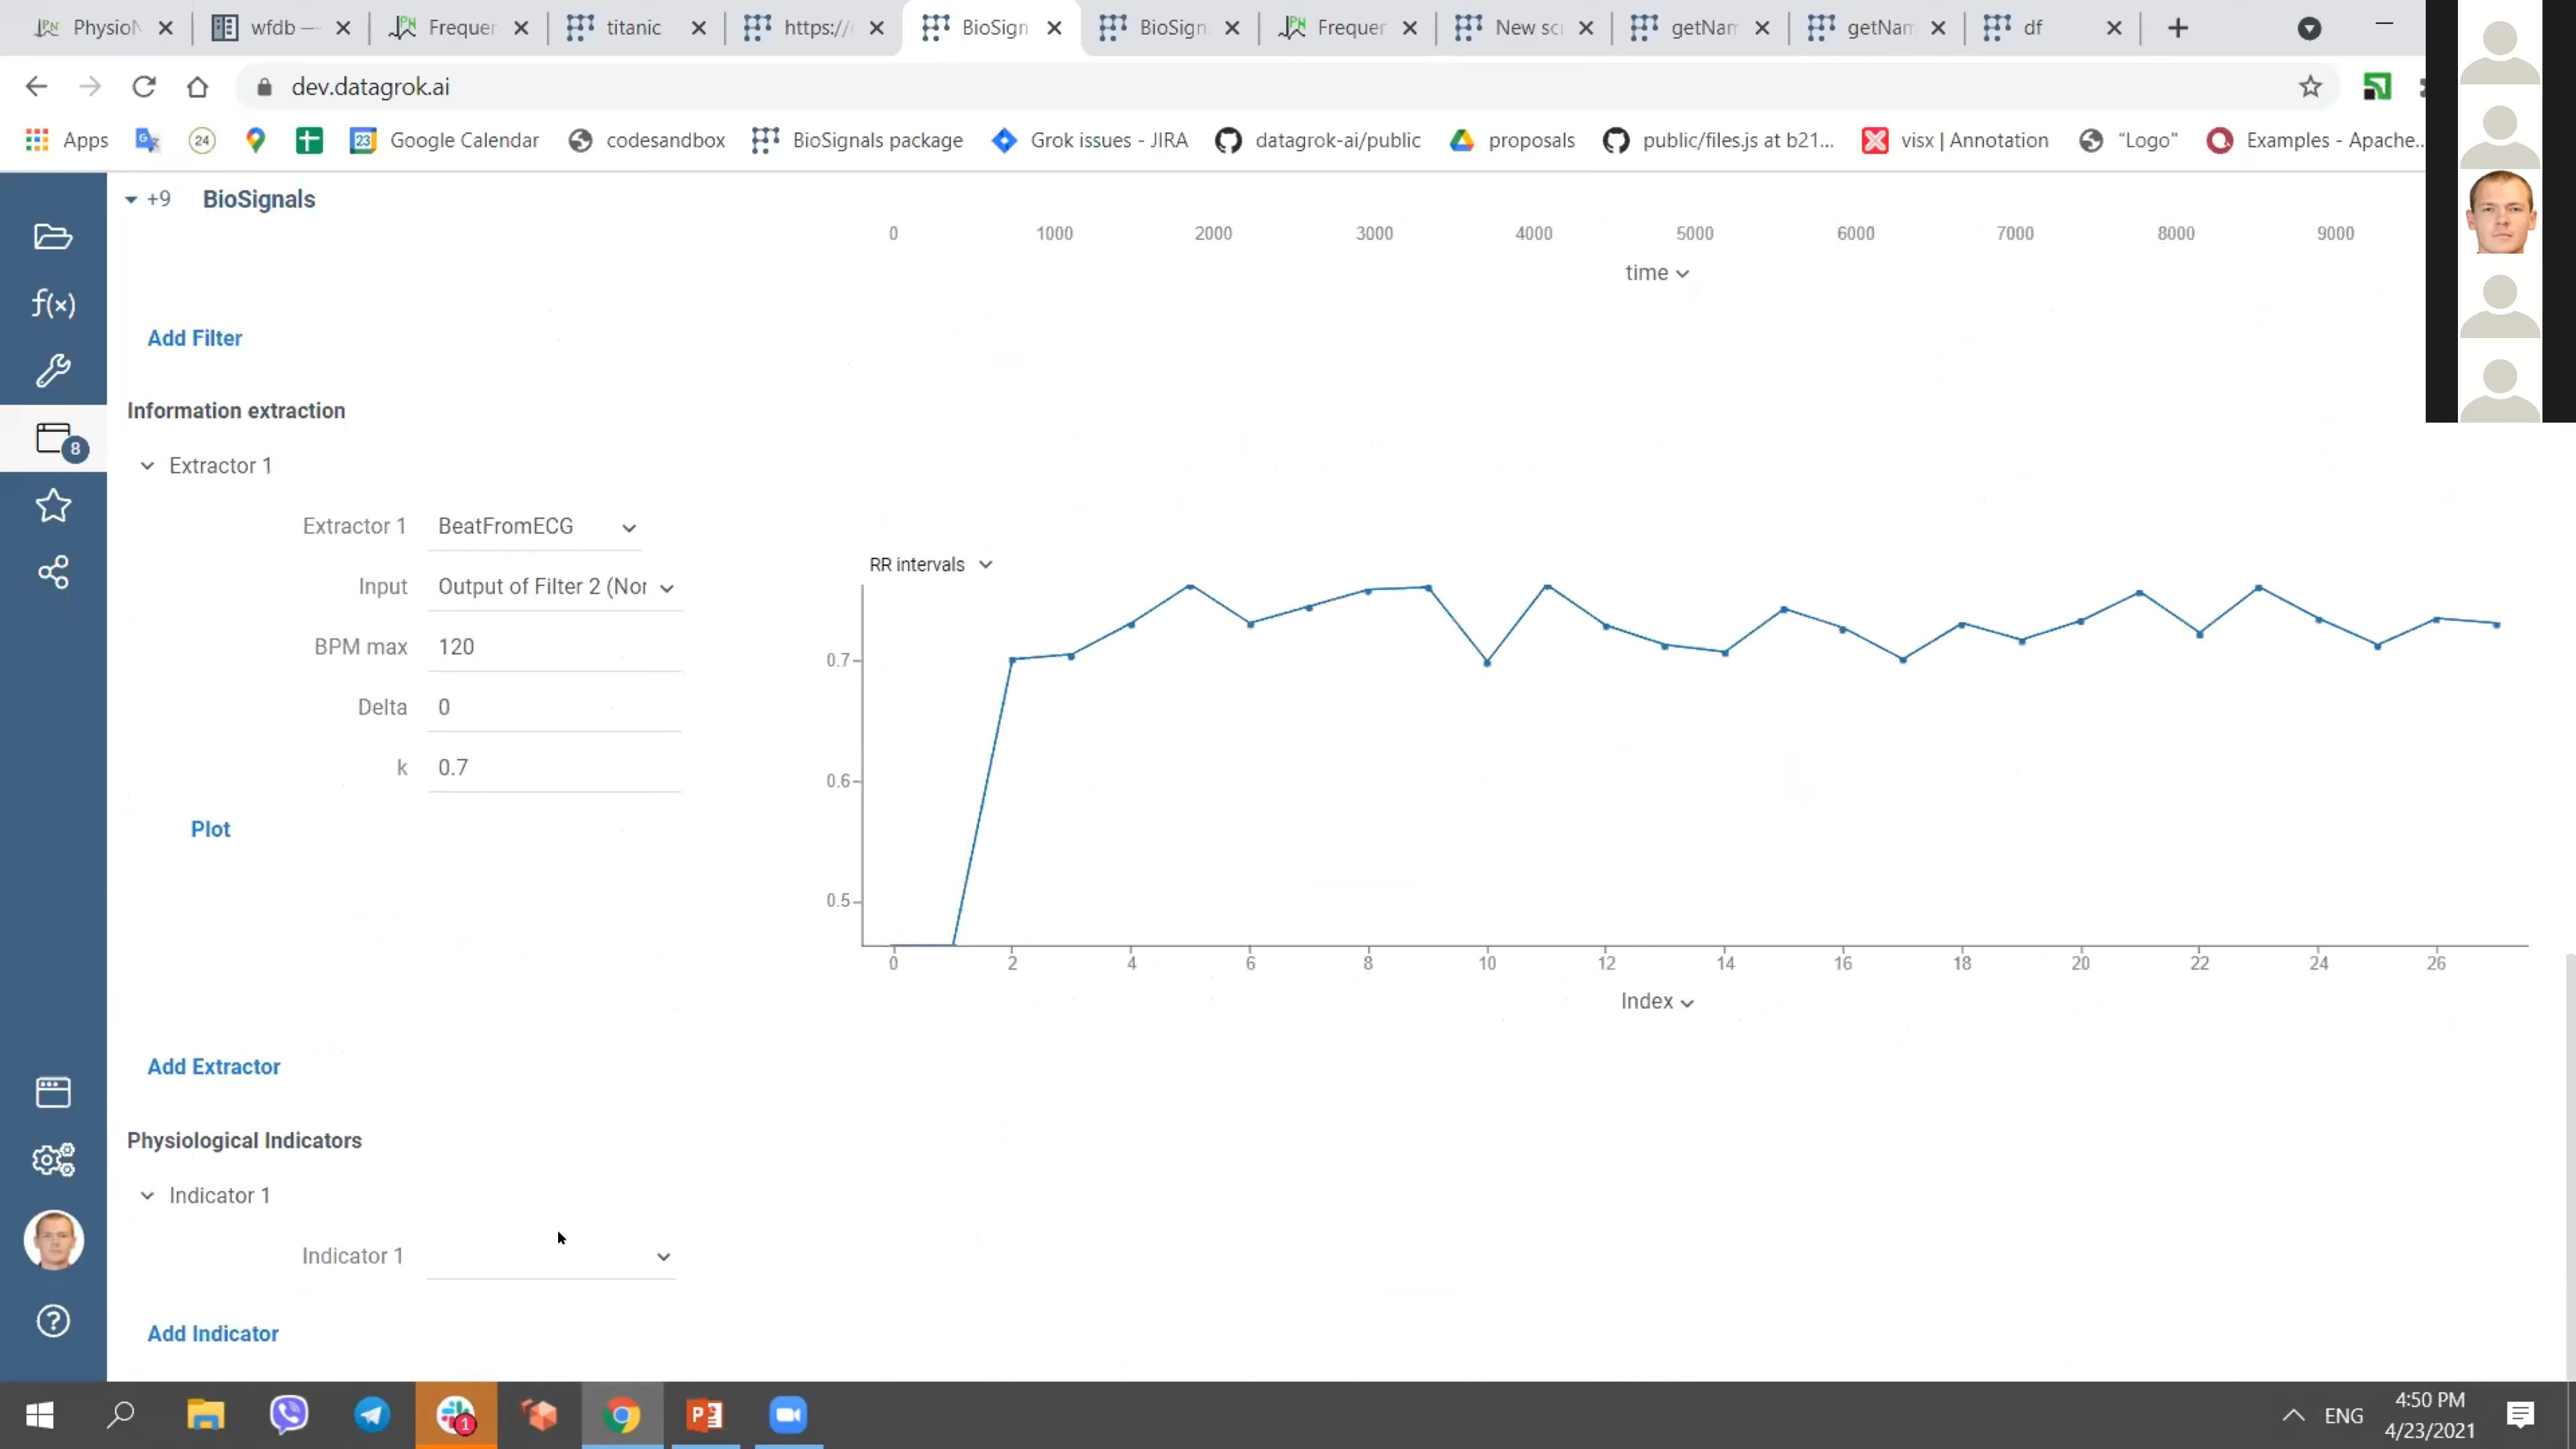 PhysioN
wfdb —
Frequer
titanic
https://
BioSign
BioSign
Frequer
New sc
getNam
getNam
df
dev.datagrok.ai
Apps
24
23
Google Calendar
codesandbox
BioSignals package
Grok issues - JIRA
datagrok-ai/public
proposals
public/files.js at b21...
visx | Annotation
“Logo”
Examples - Apache...
+9
BioSignals
f(x)
8
0 1000 2000 3000 4000 5000 6000 7000 8000 9000
time
Add Filter
Information extraction
Extractor 1
Extractor 1 BeatFromECG
Input Output of Filter 2 (Nor
BPM max 120
Delta 0
k 0.7
Plot
RR intervals
0.7
0.6
0.5
0 2 4 6 8 10 12 14 16 18 20 22 24 26
Index
Add Extractor
Physiological Indicators
Indicator 1
Indicator 1
Add Indicator
1
ENG
4:50 PM
4/23/2021